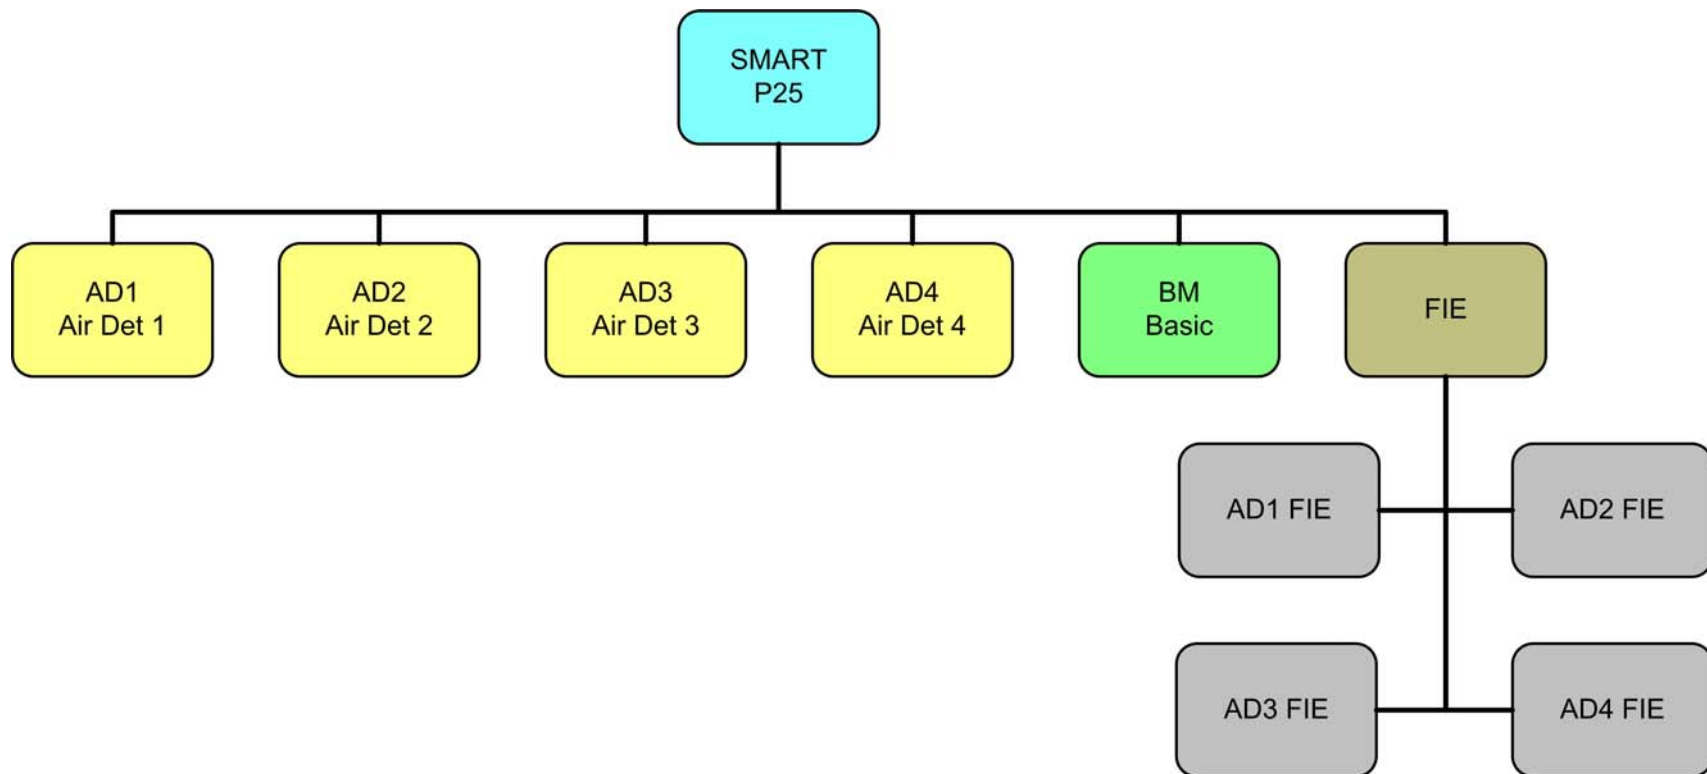 SMART
P25
AD1
Air Det 1
AD2
Air Det 2
AD3
Air Det 3
AD4
Air Det 4
BM
Basic
FIE
AD1 FIE
AD2 FIE
AD3 FIE
AD4 FIE